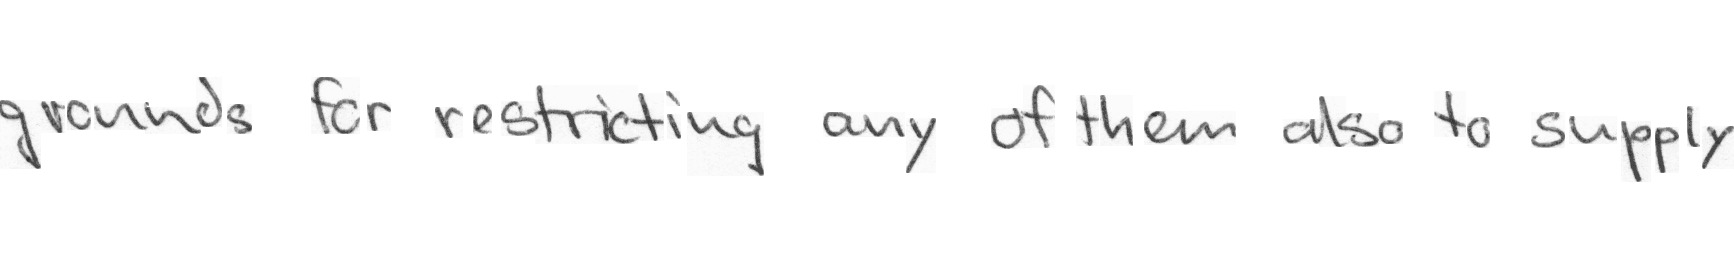 grounds for restricting any of them also to supply